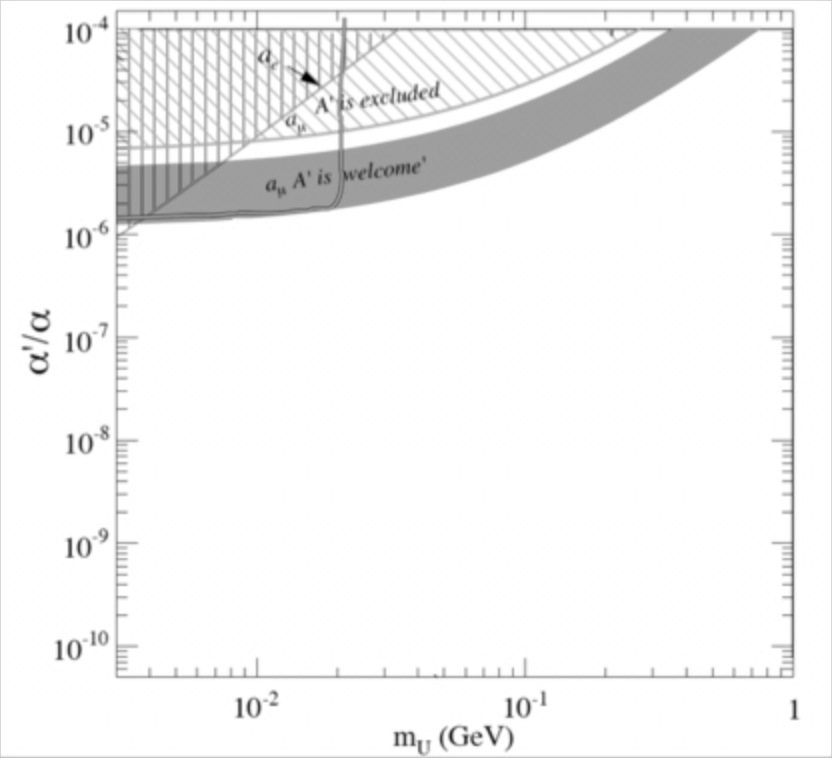 10⁻⁴
a_e
A' is excluded
a_μ
10⁻⁵
a_μ A' is 'welcome'
10⁻⁶
α'/α
10⁻⁷
10⁻⁸
10⁻⁹
10⁻¹⁰
10⁻² 10⁻¹ 1
m_U (GeV)